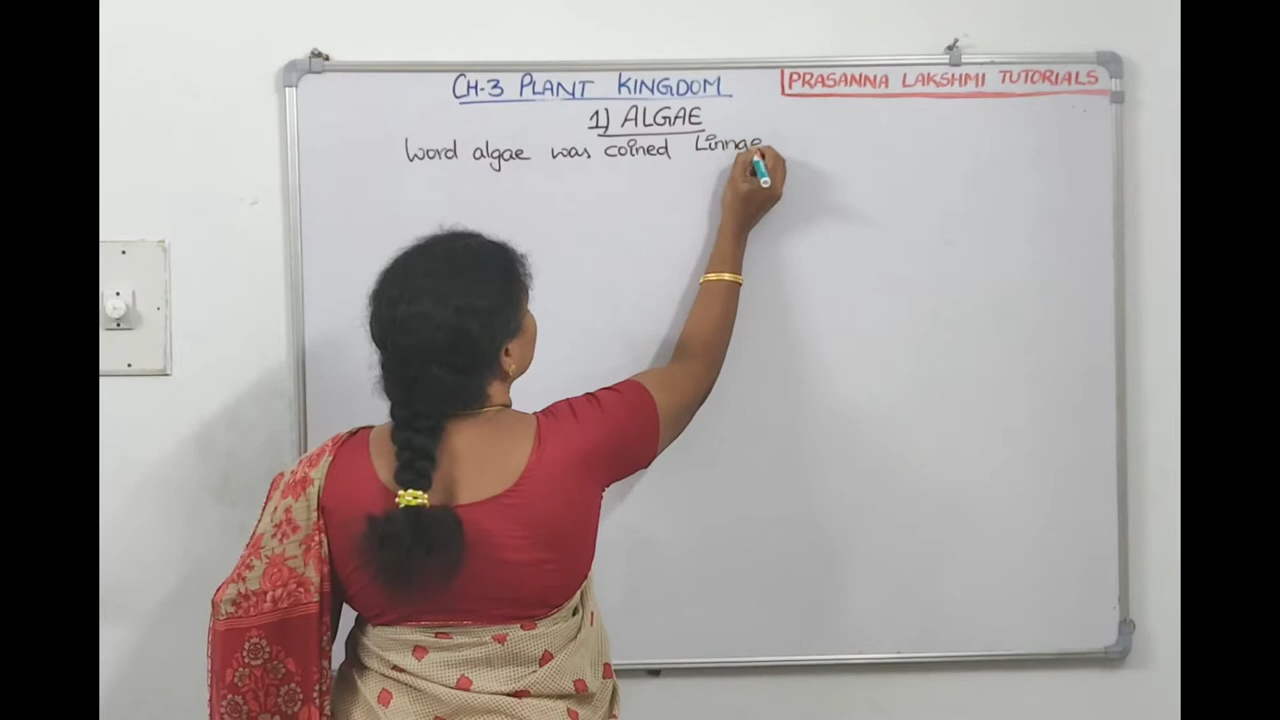 CH-3 PLANT KINGDOM
PRASANNA LAKSHMI TUTORIALS
1) ALGAE
Word algae was coined Linnae